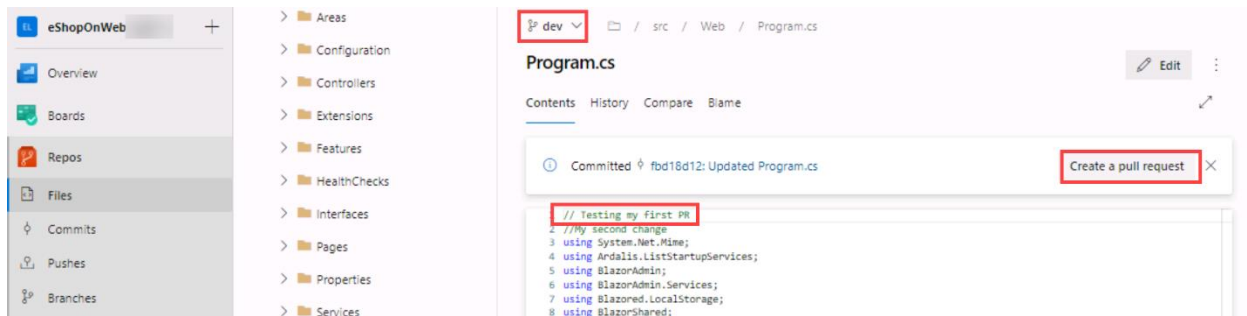 EL eShopOnWeb +
Overview
Boards
Repos
Files
Commits
Pushes
Branches
Areas
Configuration
Controllers
Extensions
Features
HealthChecks
Interfaces
Pages
Properties
Services
dev / src / Web / Program.cs
Program.cs
Edit
Contents History Compare Blame
Committed fbd18d12: Updated Program.cs
Create a pull request
1 // Testing my first PR
2 //My second change
3 using System.Net.Mime;
4 using Ardalis.ListStartupServices;
5 using BlazorAdmin;
6 using BlazorAdmin.Services;
7 using Blazored.LocalStorage;
8 using BlazorShared;